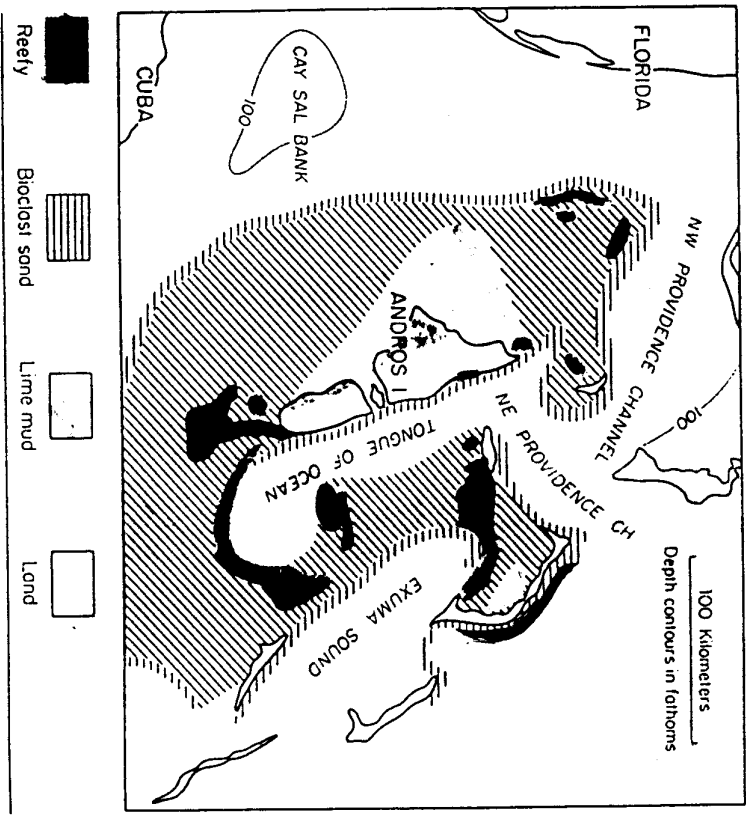 FLORIDA
NW PROVIDENCE CHANNEL
100
100 Kilometers
Depth contours in fathoms
NE PROVIDENCE CH
CAY SAL BANK
100
ANDROS I
TONGUE OF OCEAN
EXUMA SOUND
CUBA
Reefy
Bioclast sand
Lime mud
Land